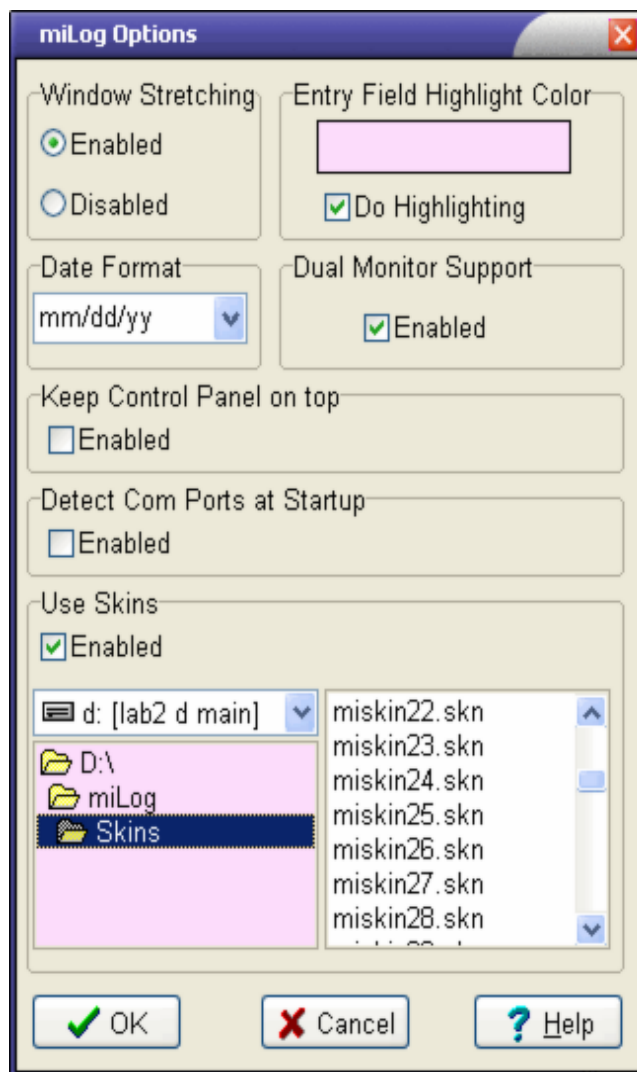 miLog Options
Window Stretching
Enabled
Disabled
Entry Field Highlight Color
Do Highlighting
Date Format
mm/dd/yy
Dual Monitor Support
Enabled
Keep Control Panel on top
Enabled
Detect Com Ports at Startup
Enabled
Use Skins
Enabled
d: [lab2 d main]
D:\
miLog
Skins
miskin22.skn
miskin23.skn
miskin24.skn
miskin25.skn
miskin26.skn
miskin27.skn
miskin28.skn
OK
Cancel
Help